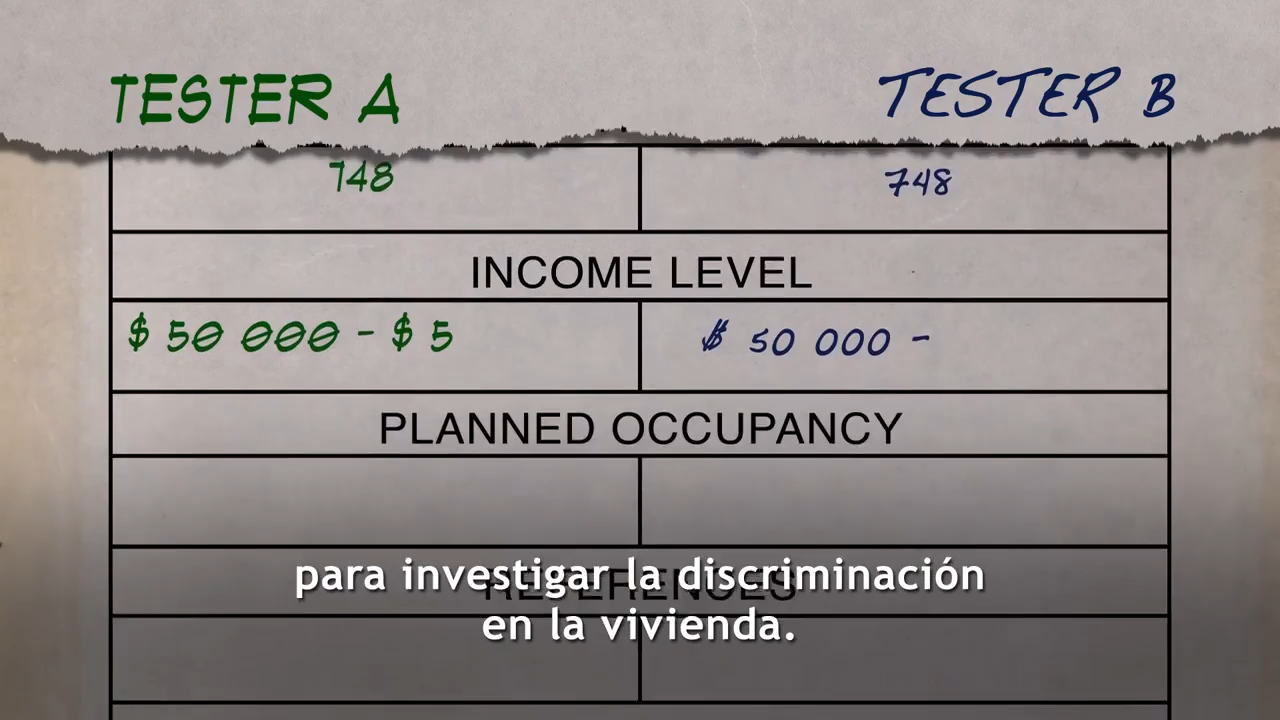 TESTER A
TESTER B
748
748
INCOME LEVEL
$ 50 000 - $ 5
$ 50 000 -
PLANNED OCCUPANCY
REFERENCES
para investigar la discriminación
en la vivienda.